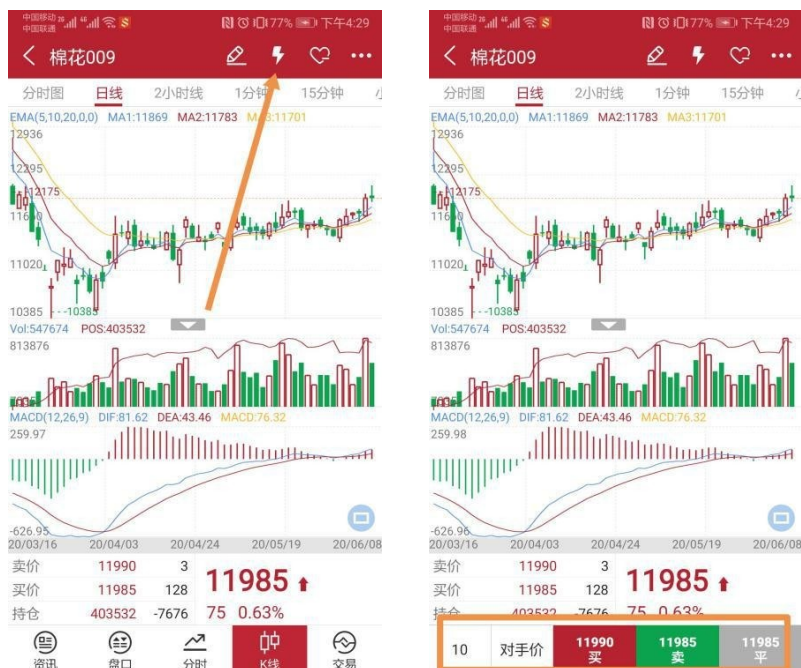 中国移动 26 46 77% 下午4:29
中国联通
棉花009
分时图 日线 2小时线 1分钟 15分钟
EMA(5,10,20,0,0) MA1:11869 MA2:11783 MA3:11701
12936
12295
12175
11660
11020
10385 -10385
Vol:547674 POS:403532
813876
MACD(12,26,9) DIF:81.62 DEA:43.46 MACD:76.32
259.97
-626.95
20/03/16 20/04/03 20/04/24 20/05/19 20/06/08
卖价 11990 3
买价 11985 128 11985
持仓 403532 -7676 75 0.63%
资讯 盘口 分时 K线 交易
中国移动 26 46 77% 下午4:29
中国联通
棉花009
分时图 日线 2小时线 1分钟 15分钟
EMA(5,10,20,0,0) MA1:11869 MA2:11783 MA3:11701
12936
12295
12175
11660
11020
10385 -10385
Vol:547674 POS:403532
813876
MACD(12,26,9) DIF:81.62 DEA:43.46 MACD:76.32
259.98
-626.96
20/03/16 20/04/03 20/04/24 20/05/19 20/06/08
卖价 11990 3
买价 11985 128 11985
持仓 403532 -7676 75 0.63%
10 对手价 11990 11985 11985
买 卖 平